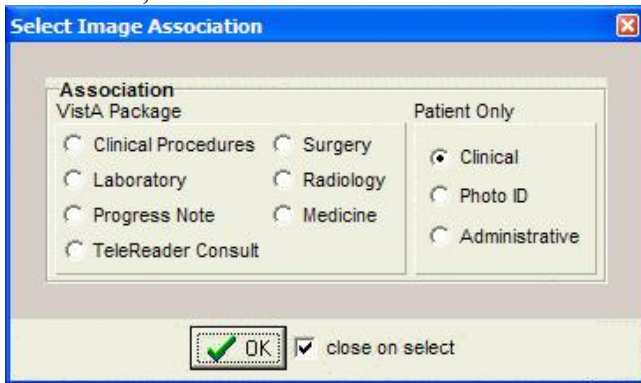 Select Image Association
Association
VistA Package
Patient Only
Clinical Procedures
Surgery
Clinical
Laboratory
Radiology
Photo ID
Progress Note
Medicine
Administrative
TeleReader Consult
OK
close on select